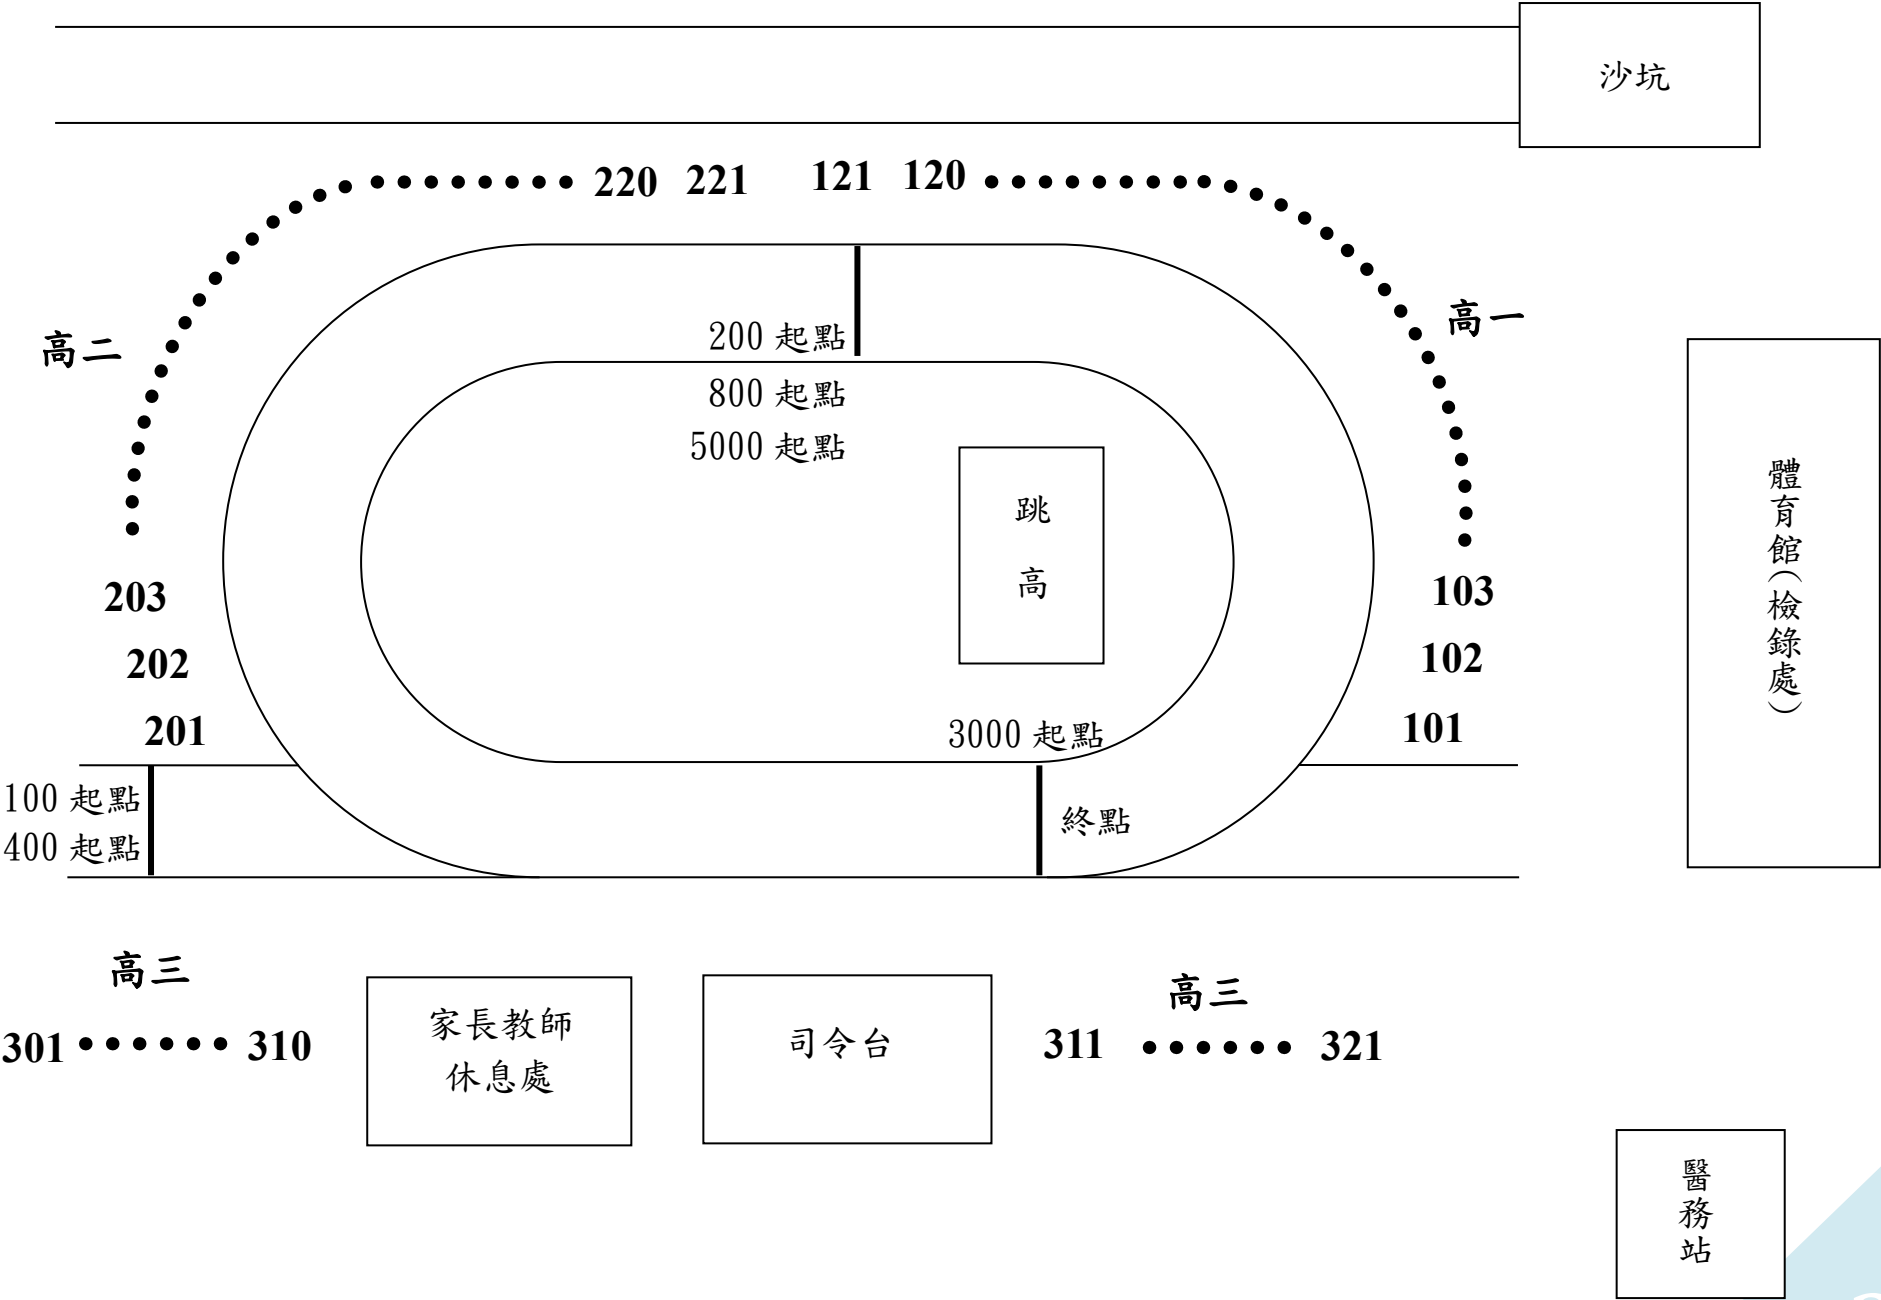 沙坑
220 221 121 120
高一
高二
200 起點
800 起點
5000 起點
跳高
體育館(檢錄處)
203
202
201
103
102
101
3000 起點
100 起點
400 起點
終點
高三
高三
301 310
家長教師
休息處
司令台
311 321
醫務站